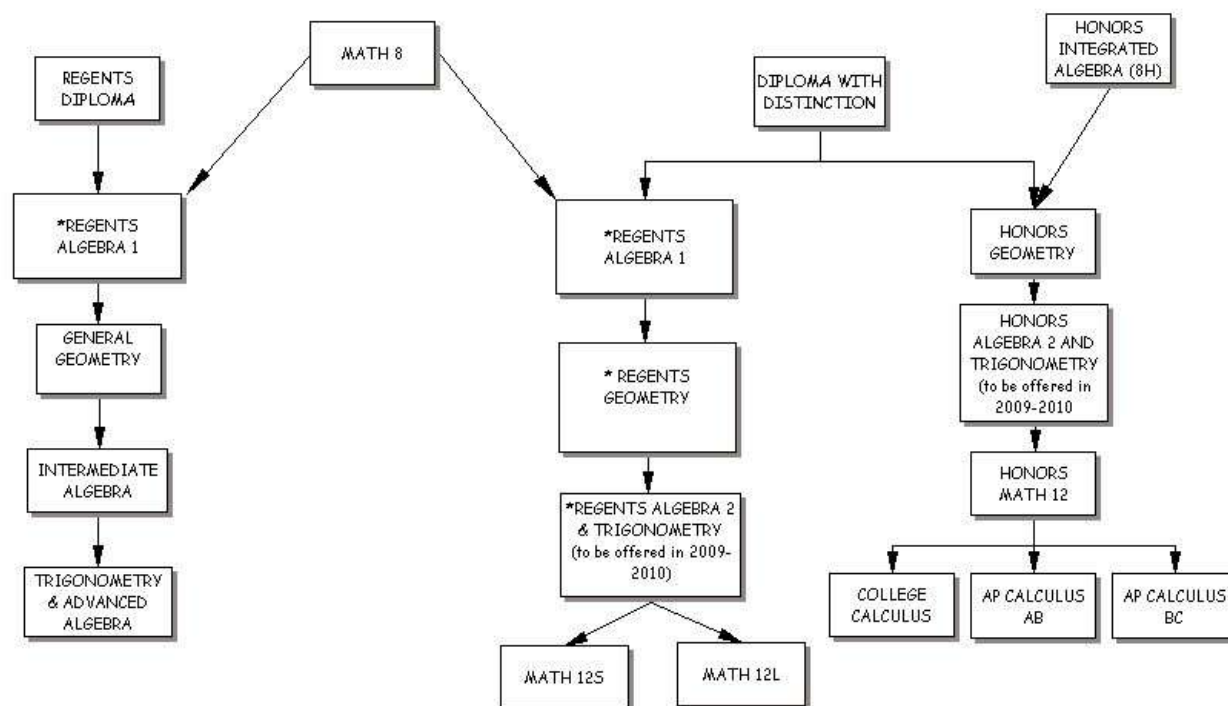 MATH 8
REGENTS
DIPLOMA
DIPLOMA WITH
DISTINCTION
HONORS
INTEGRATED
ALGEBRA (8H)
*REGENTS
ALGEBRA 1
*REGENTS
ALGEBRA 1
HONORS
GEOMETRY
GENERAL
GEOMETRY
* REGENTS
GEOMETRY
HONORS
ALGEBRA 2 AND
TRIGONOMETRY
(to be offered in
2009-2010
INTERMEDIATE
ALGEBRA
*REGENTS ALGEBRA 2
& TRIGONOMETRY
(to be offered in 2009-
2010)
HONORS
MATH 12
TRIGONOMETRY
& ADVANCED
ALGEBRA
COLLEGE
CALCULUS
AP CALCULUS
AB
AP CALCULUS
BC
MATH 12S
MATH 12L